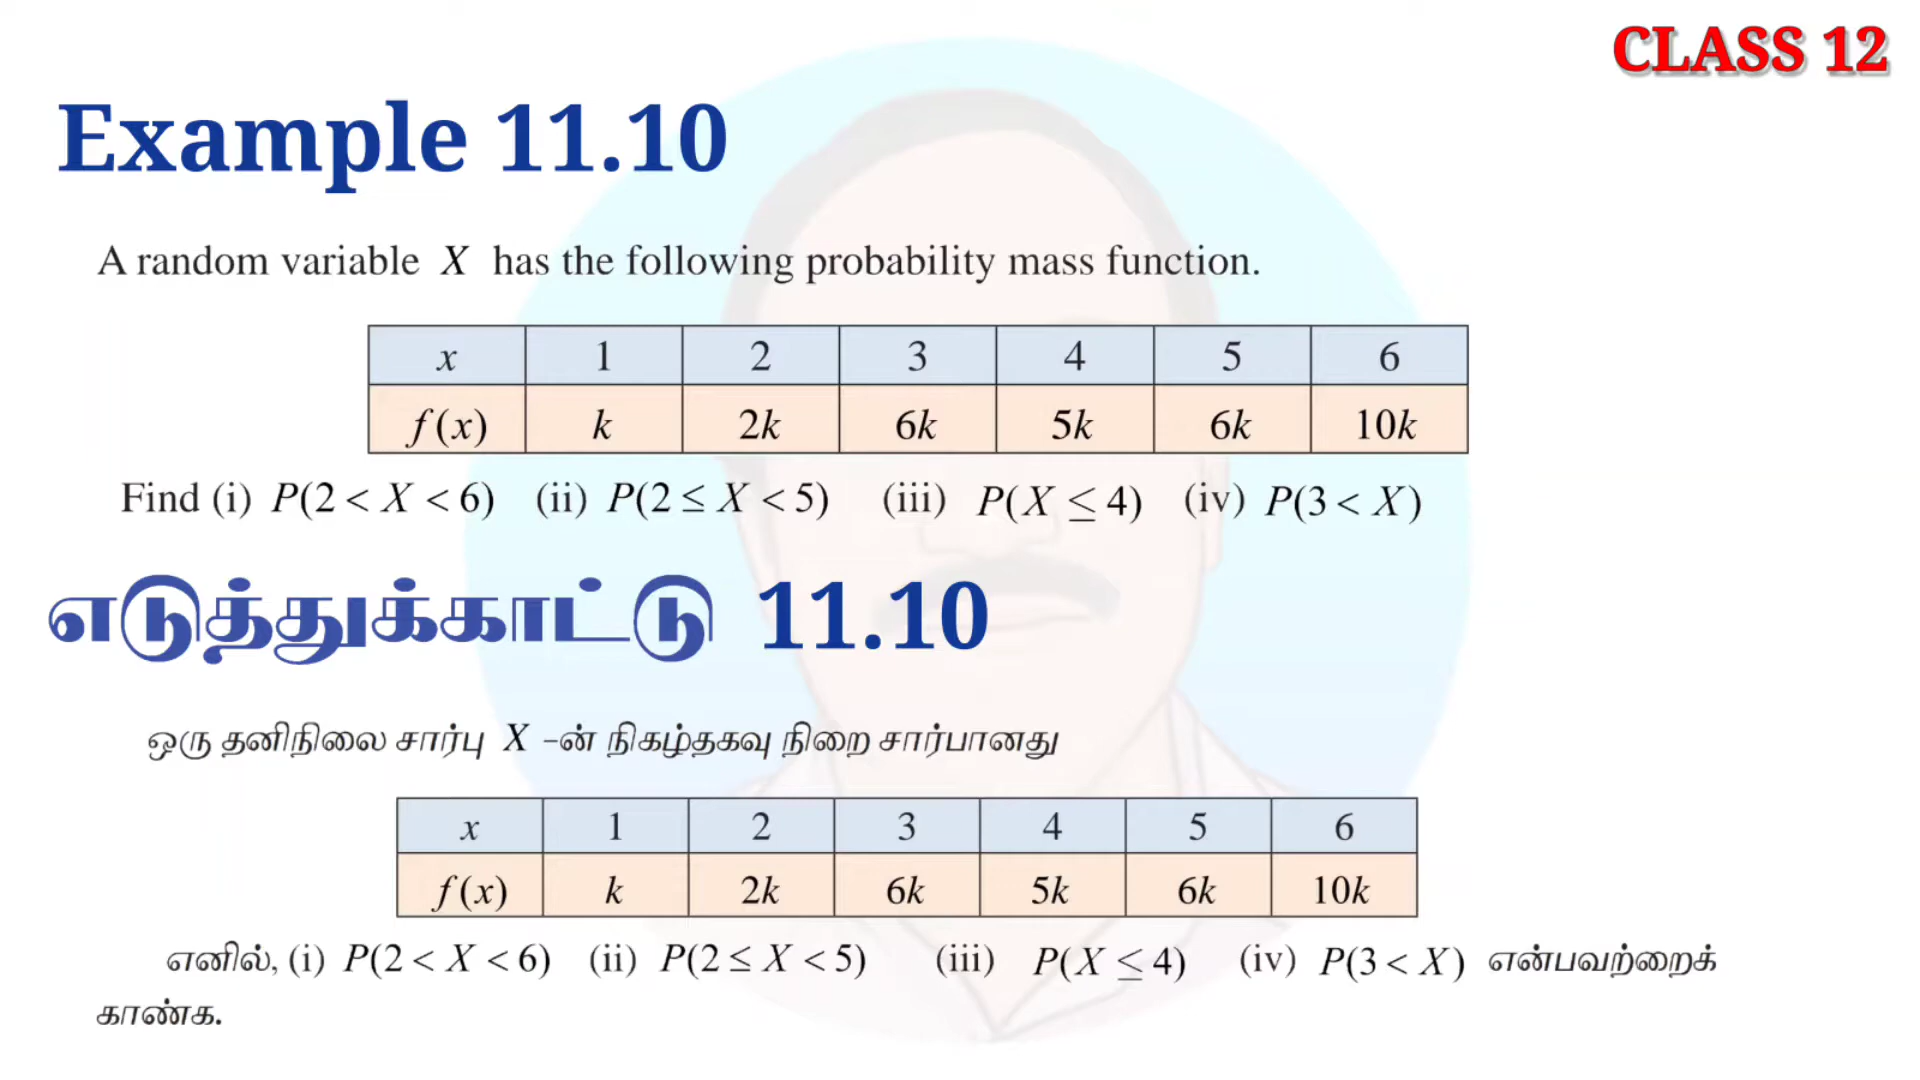 CLASS 12
Example 11.10
A random variable X has the following probability mass function.
x 1 2 3 4 5 6
f(x) k 2k 6k 5k 6k 10k
Find (i) P(2 < X < 6) (ii) P(2 ≤ X < 5) (iii) P(X ≤ 4) (iv) P(3 < X)
எடுத்துக்காட்டு 11.10
ஒரு தனிநிலை சார்பு X -ன் நிகழ்தகவு நிறை சார்பானது
x 1 2 3 4 5 6
f(x) k 2k 6k 5k 6k 10k
எனில், (i) P(2 < X < 6) (ii) P(2 ≤ X < 5) (iii) P(X ≤ 4) (iv) P(3 < X) என்பவற்றைக்
காண்க.